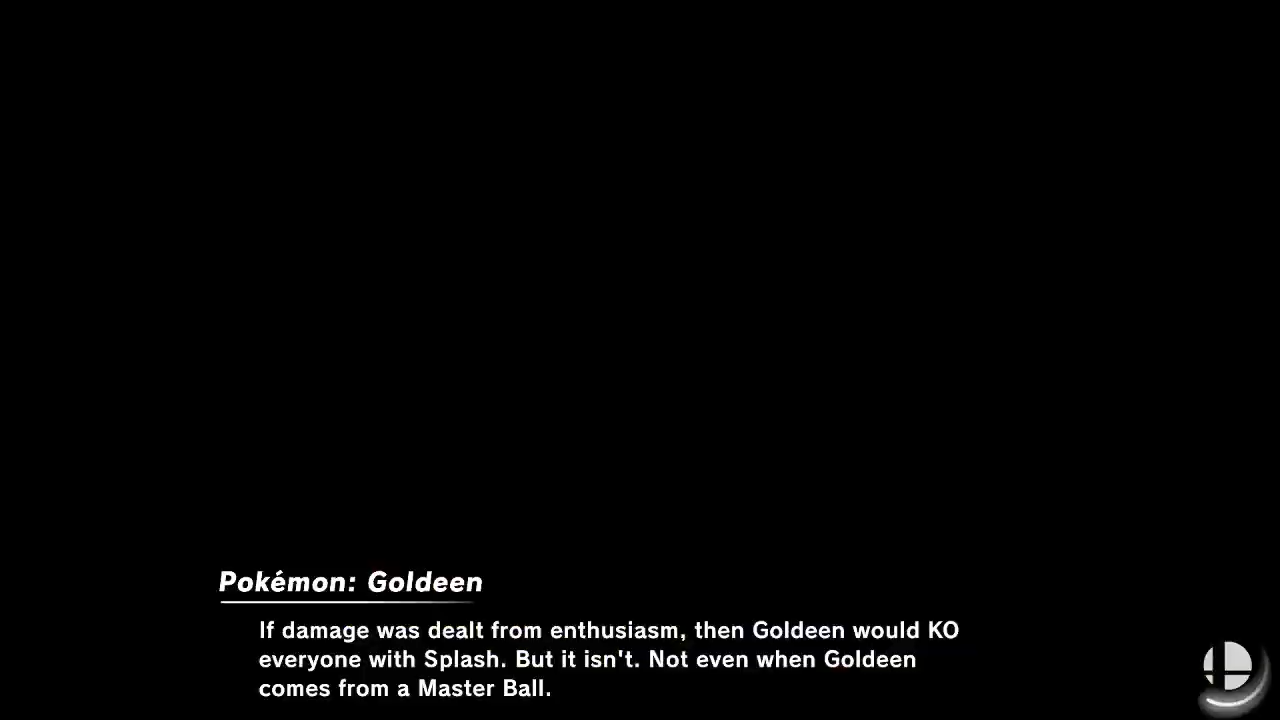 Pokémon: Goldeen
If damage was dealt from enthusiasm, then Goldeen would KO
everyone with Splash. But it isn't. Not even when Goldeen
comes from a Master Ball.